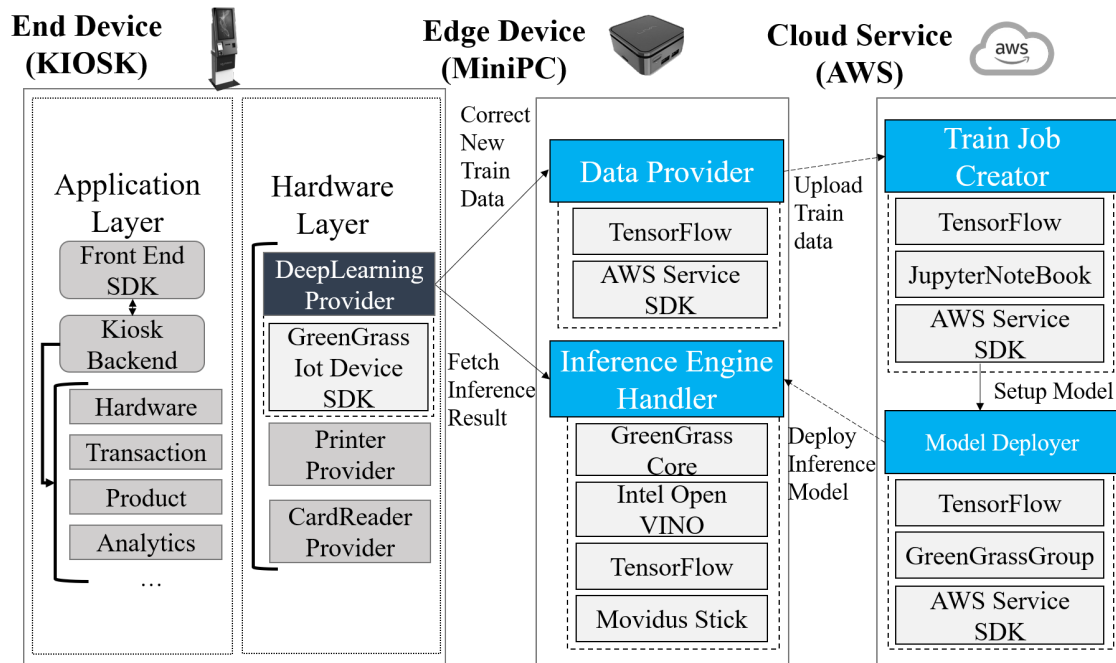 End Device
(KIOSK)
Edge Device
(MiniPC)
Cloud Service
(AWS)
aws
Application
Layer
Front End
SDK
Kiosk
Backend
Hardware
Transaction
Product
Analytics
…
Hardware
Layer
DeepLearning
Provider
GreenGrass
Iot Device
SDK
Printer
Provider
CardReader
Provider
Correct
New
Train
Data
Fetch
Inference
Result
Data Provider
TensorFlow
AWS Service
SDK
Inference Engine
Handler
GreenGrass
Core
Intel Open
VINO
TensorFlow
Movidus Stick
Upload
Train
data
Deploy
Inference
Model
Train Job
Creator
TensorFlow
JupyterNoteBook
AWS Service
SDK
Setup Model
Model Deployer
TensorFlow
GreenGrassGroup
AWS Service
SDK